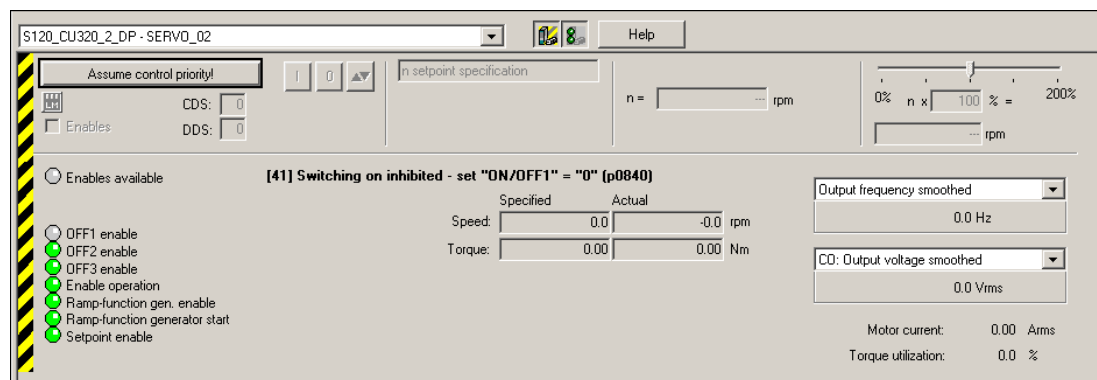 S120_CU320_2_DP - SERVO_02
Help
Assume control priority!
I 0
n setpoint specification
n = --- rpm
0% n x 100 % = 200%
--- rpm
CDS: 0
Enables DDS: 0
Enables available
[41] Switching on inhibited - set "ON/OFF1" = "0" (p0840)
Specified Actual
Speed: 0.0 -0.0 rpm
Torque: 0.00 0.00 Nm
Output frequency smoothed
0.0 Hz
CO: Output voltage smoothed
0.0 Vrms
Motor current: 0.00 Arms
Torque utilization: 0.0 %
OFF1 enable
OFF2 enable
OFF3 enable
Enable operation
Ramp-function gen. enable
Ramp-function generator start
Setpoint enable